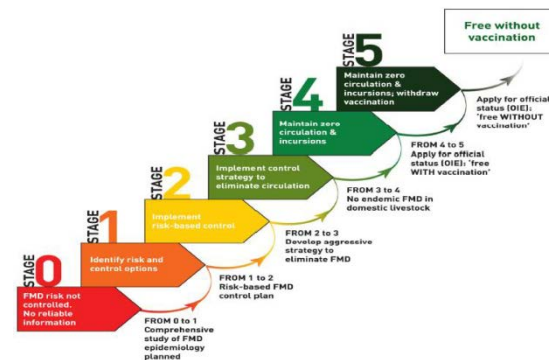 Free without
vaccination
STAGE 5
Maintain zero
circulation &
incursions; withdraw
vaccination
Apply for official
status (OIE):
'free WITHOUT
vaccination'
STAGE 4
Maintain zero
circulation &
incursions
FROM 4 to 5
Apply for official
status (OIE): 'free
WITH vaccination'
STAGE 3
Implement control
strategy to
eliminate circulation
FROM 3 to 4
No endemic FMD in
domestic livestock
STAGE 2
Implement
risk-based control
FROM 2 to 3
Develop aggressive
strategy to
eliminate FMD
STAGE 1
Identify risk and
control options
FROM 1 to 2
Risk-based FMD
control plan
STAGE 0
FMD risk not
controlled.
No reliable
information
FROM 0 to 1
Comprehensive
study of FMD
epidemiology
planned